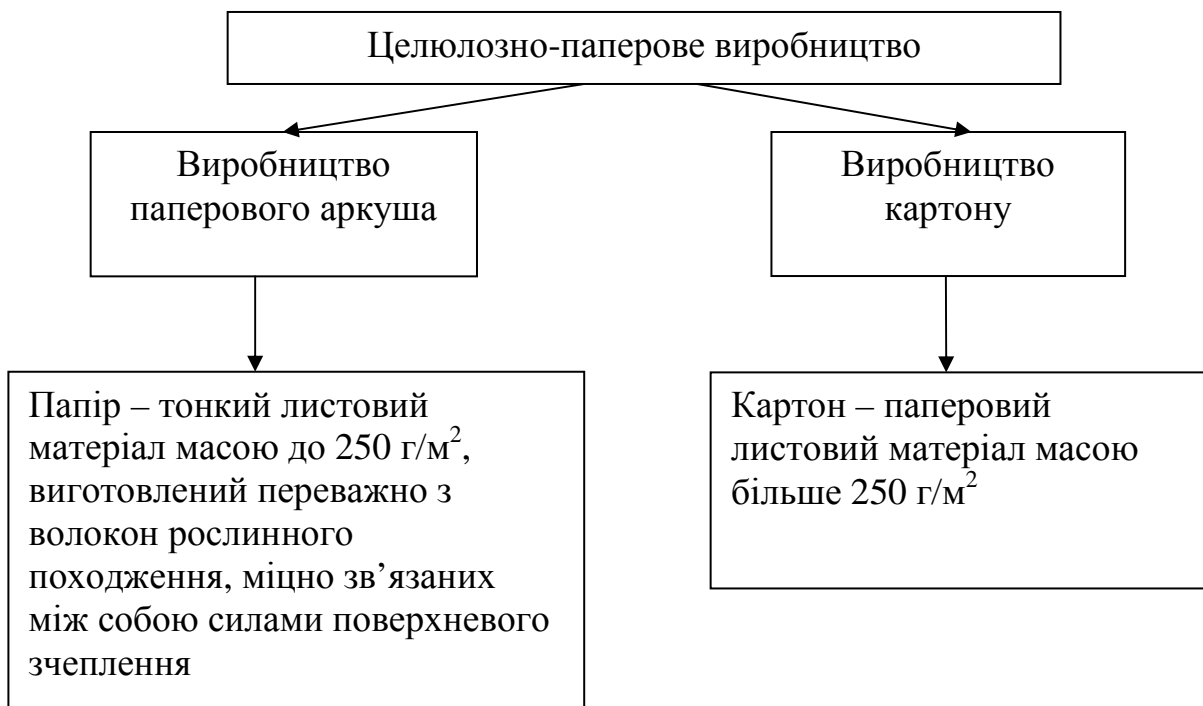 Целюлозно-паперове виробництво
Виробництво
паперового аркуша
Виробництво
картону
Папір – тонкий листовий
матеріал масою до 250 г/м²,
виготовлений переважно з
волокон рослинного
походження, міцно зв’язаних
між собою силами поверхневого
зчеплення
Картон – паперовий
листовий матеріал масою
більше 250 г/м²